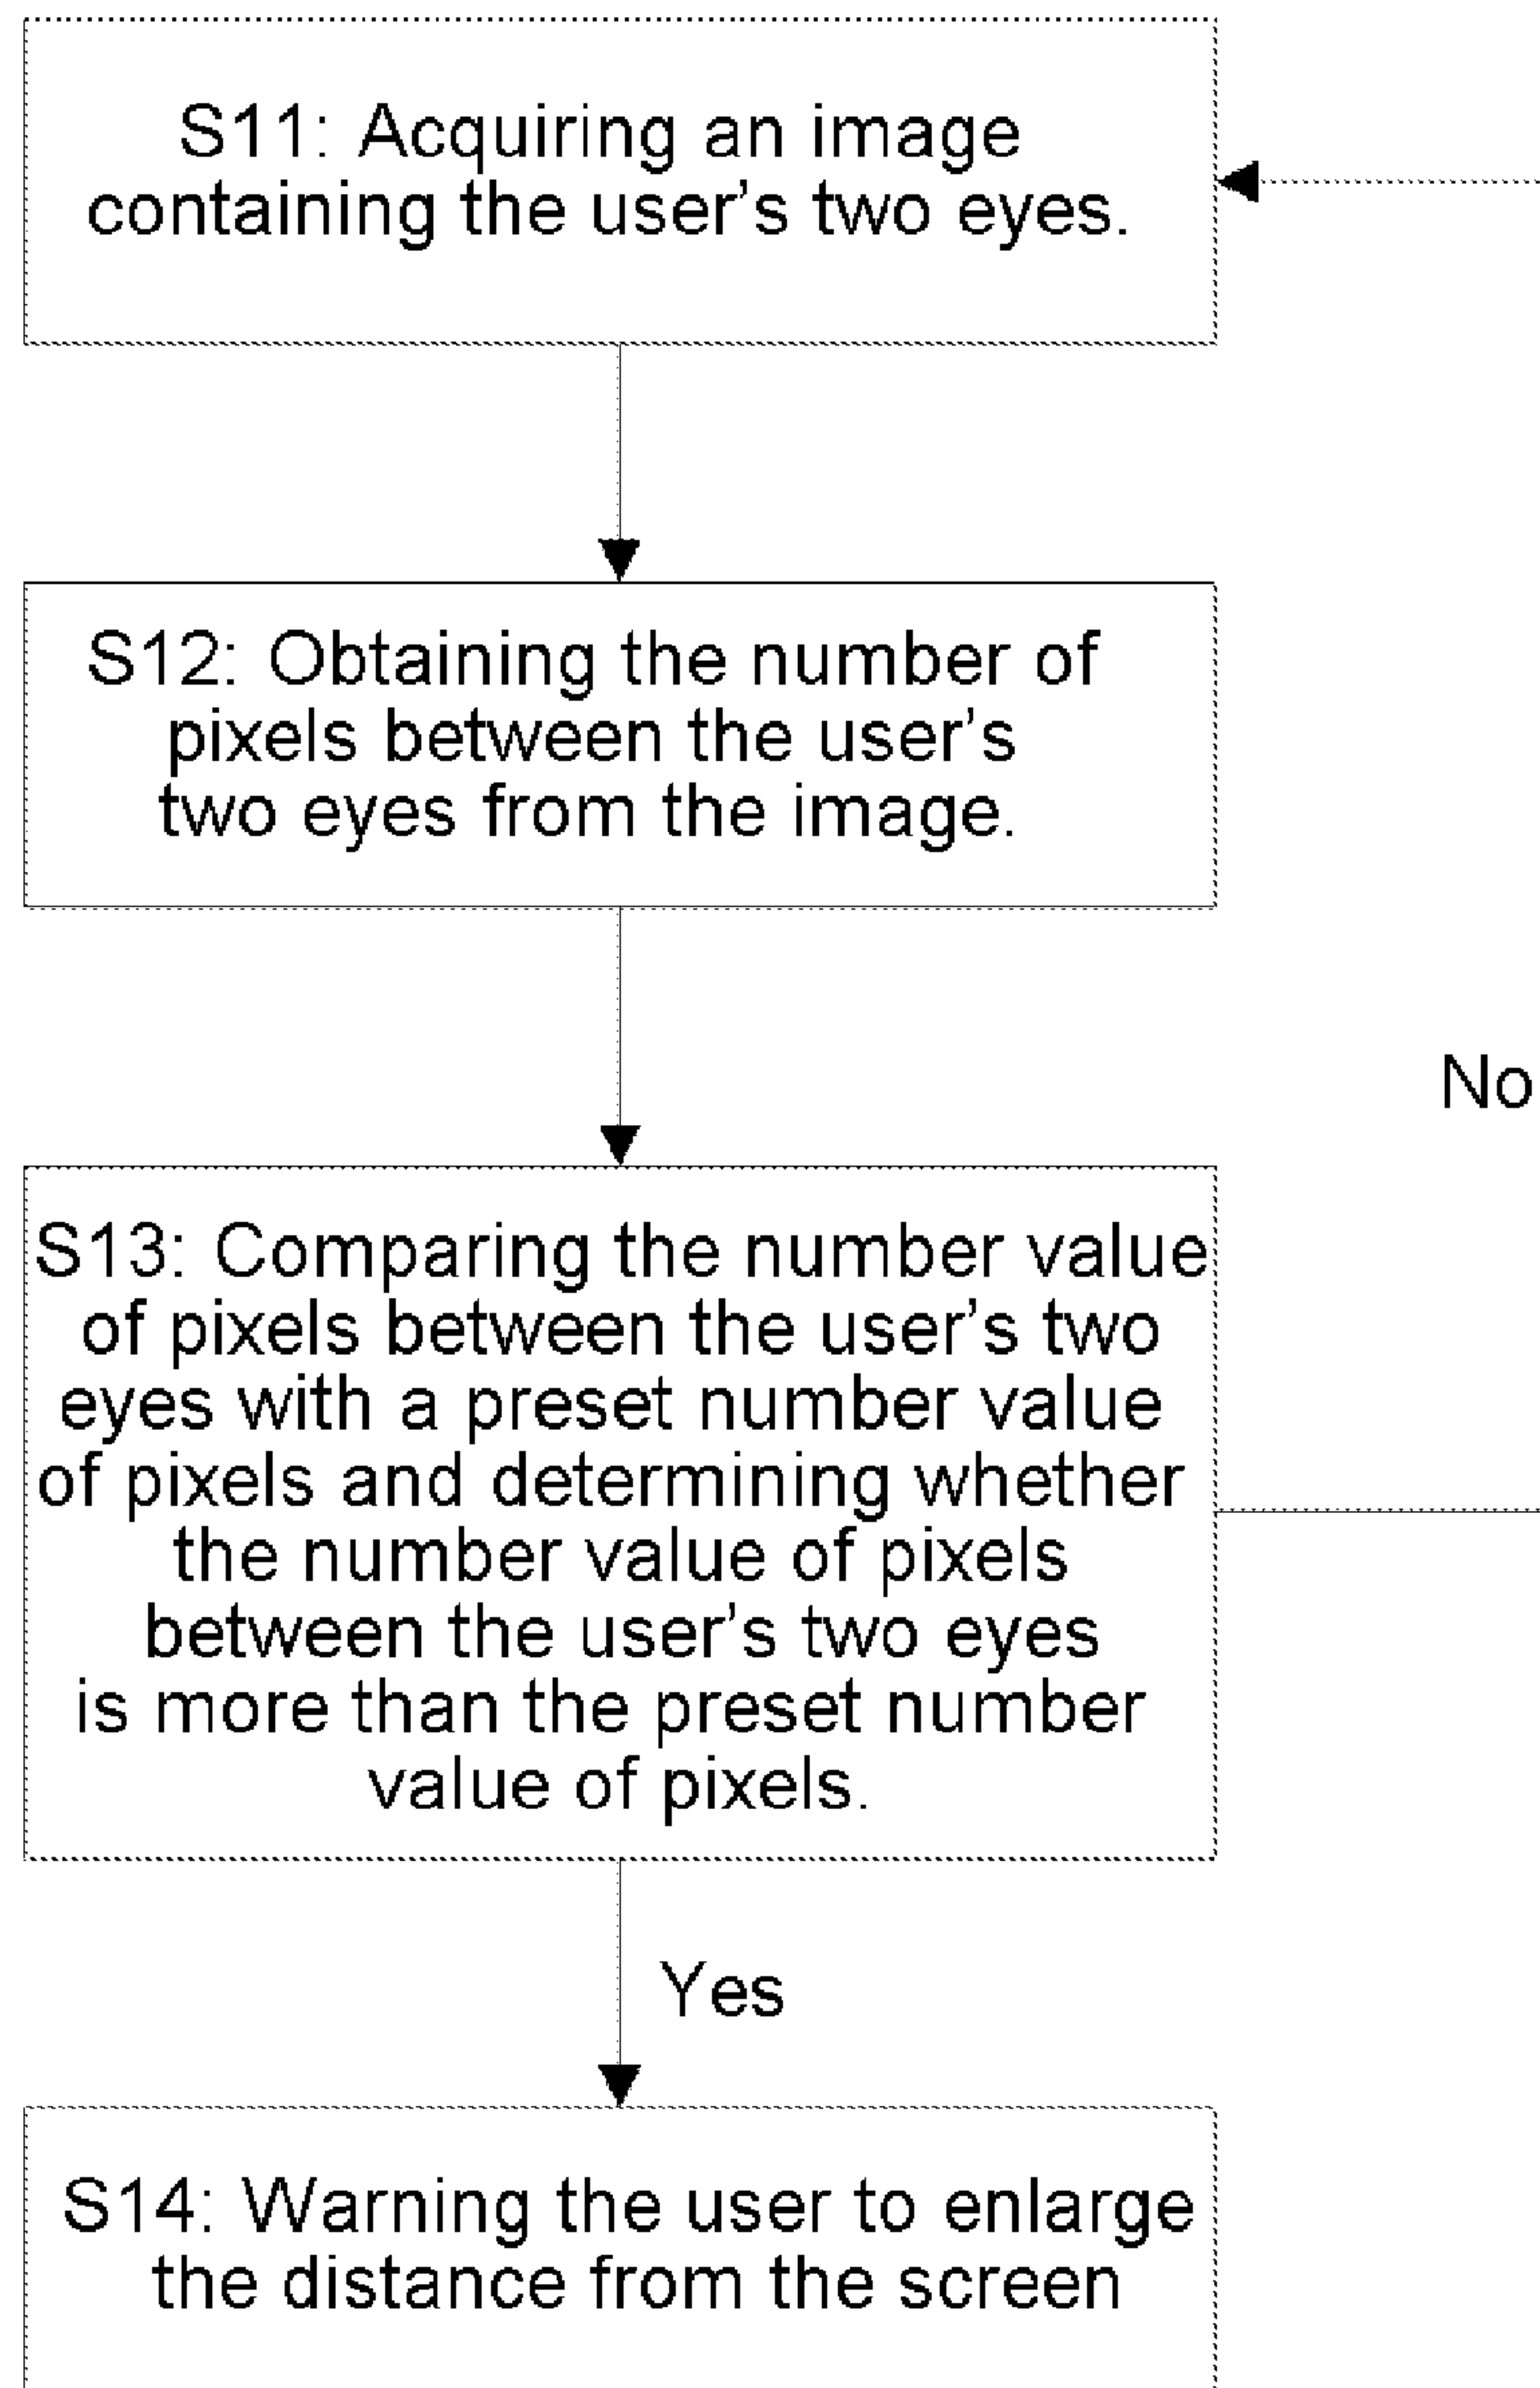 S11: Acquiring an image
containing the user's two eyes.
S12: Obtaining the number of
pixels between the user's
two eyes from the image.
No
S13: Comparing the number value
of pixels between the user's two
eyes with a preset number value
of pixels and determining whether
the number value of pixels
between the user's two eyes
is more than the preset number
value of pixels.
Yes
S14: Warning the user to enlarge
the distance from the screen